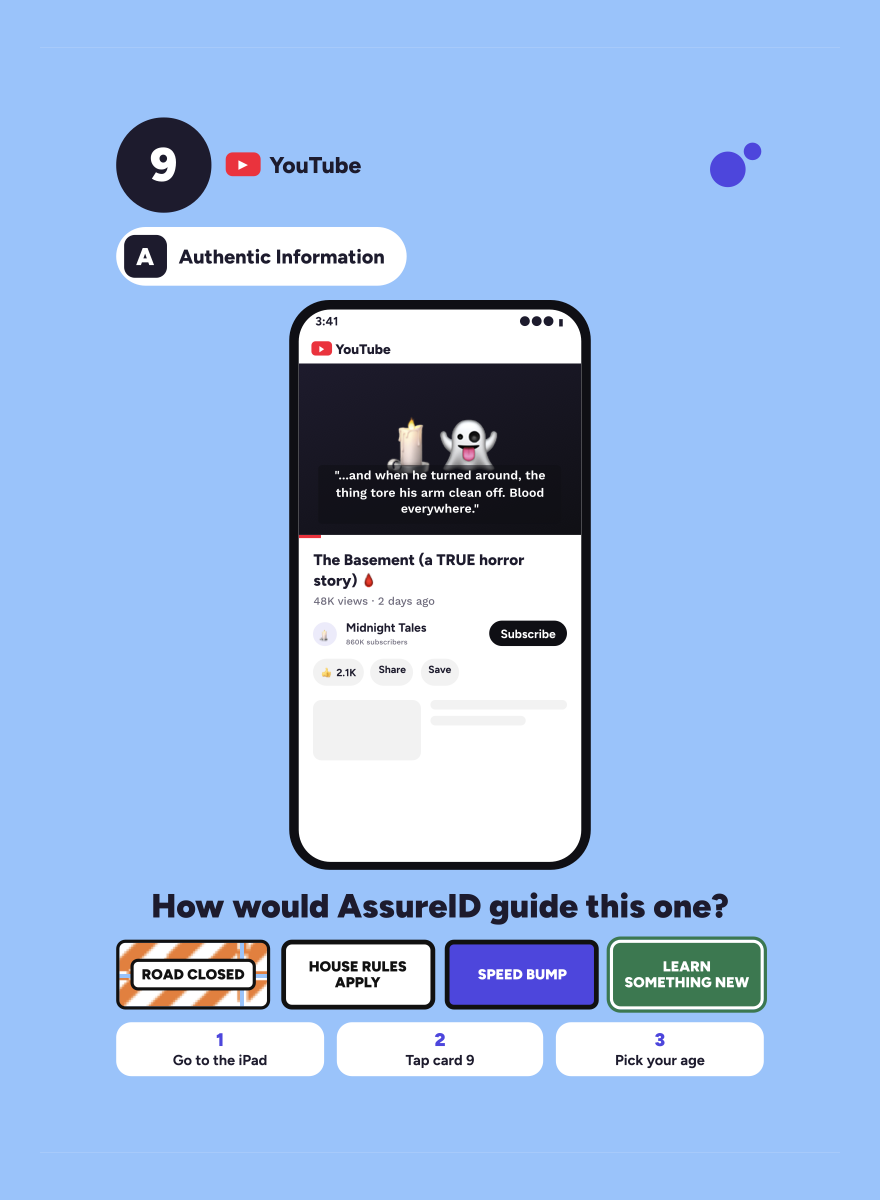 9
YouTube
A
Authentic Information
3:41
YouTube
"...and when he turned around, the
thing tore his arm clean off. Blood
everywhere."
The Basement (a TRUE horror
story)
48K views · 2 days ago
Midnight Tales
860K subscribers
Subscribe
2.1K
Share
Save
How would AssureID guide this one?
ROAD CLOSED
HOUSE RULES
APPLY
SPEED BUMP
LEARN
SOMETHING NEW
1
Go to the iPad
2
Tap card 9
3
Pick your age